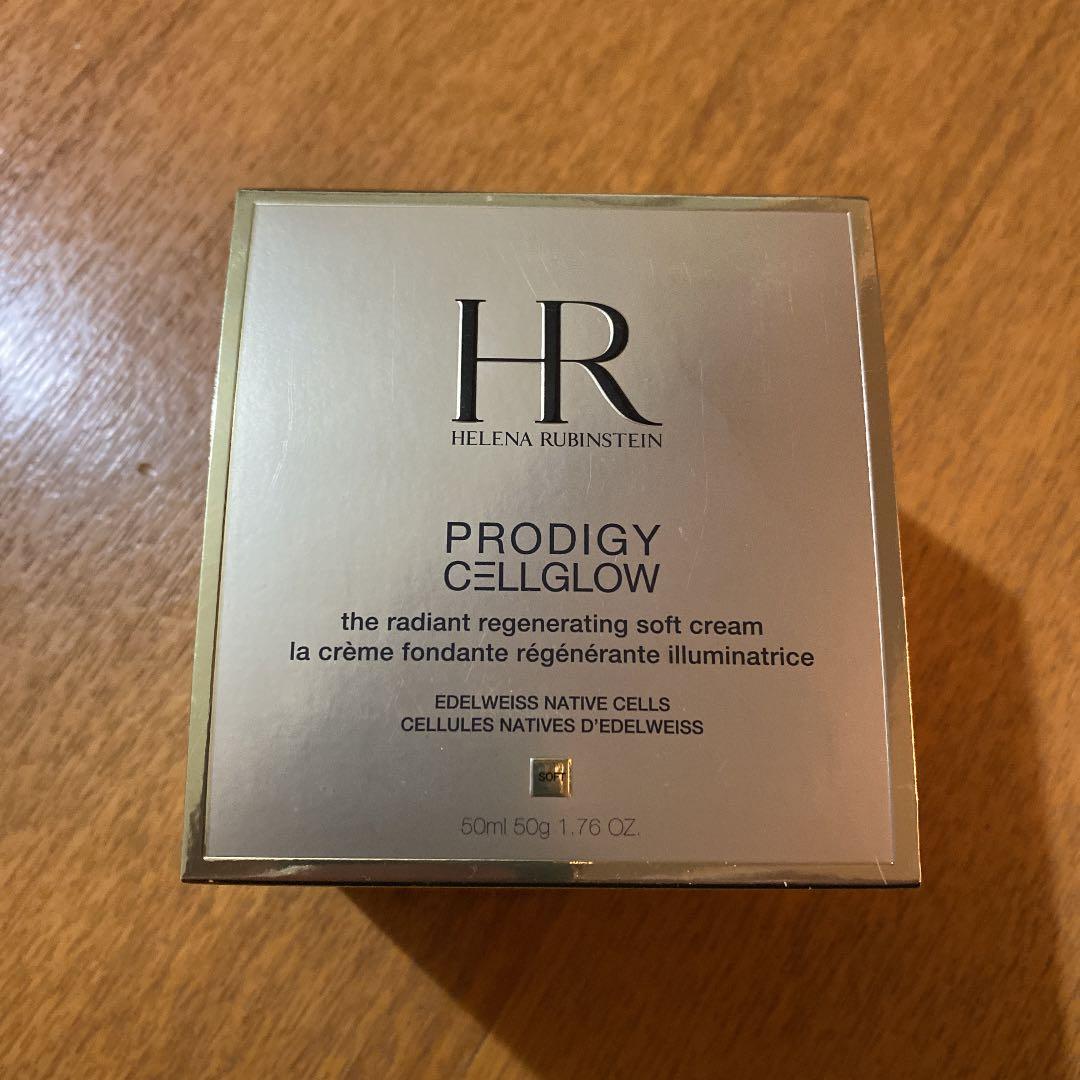 HR
HELENA RUBINSTEIN
PRODIGY
CELLGLOW
the radiant regenerating soft cream
la crème fondante régénérante illuminatrice
EDELWEISS NATIVE CELLS
CELLULES NATIVES D'EDELWEISS
SOFT
50ml 50g 1.76 OZ.